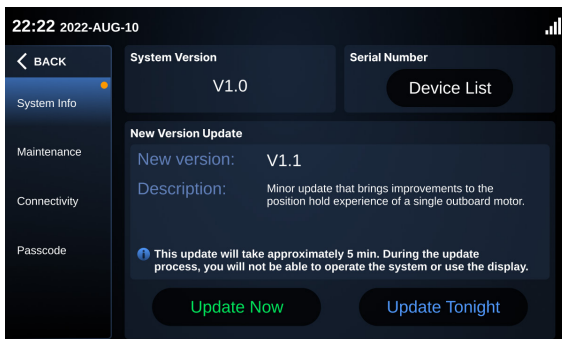 22:22 2022-AUG-10
BACK
System Info
Maintenance
Connectivity
Passcode
System Version
V1.0
Serial Number
Device List
New Version Update
New version: V1.1
Description: Minor update that brings improvements to the
position hold experience of a single outboard motor.
This update will take approximately 5 min. During the update
process, you will not be able to operate the system or use the display.
Update Now
Update Tonight